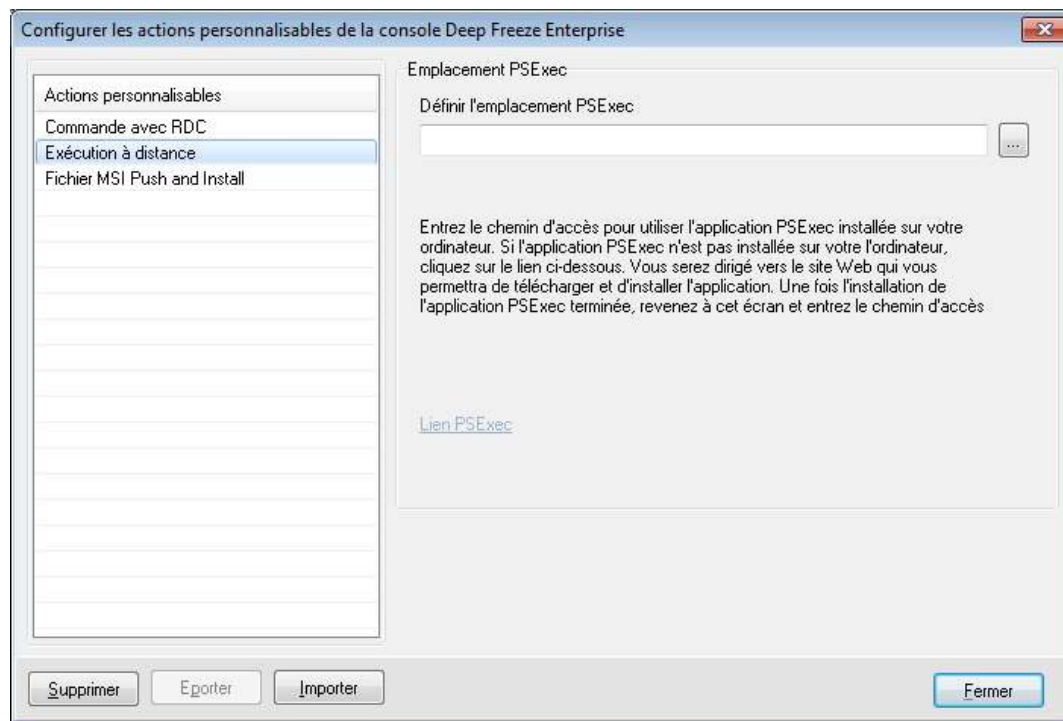 Configurer les actions personnalisables de la console Deep Freeze Enterprise
Actions personnalisables
Commande avec RDC
Exécution à distance
Fichier MSI Push and Install
Emplacement PSExec
Définir l'emplacement PSExec
...
Entrez le chemin d'accès pour utiliser l'application PSExec installée sur votre
ordinateur. Si l'application PSExec n'est pas installée sur votre l'ordinateur,
cliquez sur le lien ci-dessous. Vous serez dirigé vers le site Web qui vous
permettra de télécharger et d'installer l'application. Une fois l'installation de
l'application PSExec terminée, revenez à cet écran et entrez le chemin d'accès
Lien PSExec
Supprimer
Eporter
Importer
Fermer